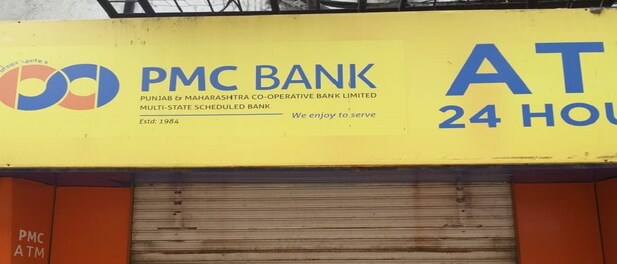 PMC BANK
PUNJAB & MAHARASHTRA CO-OPERATIVE BANK LIMITED
MULTI-STATE SCHEDULED BANK
Estd: 1984
We enjoy to serve
AT
24 HOU
PMC
ATM